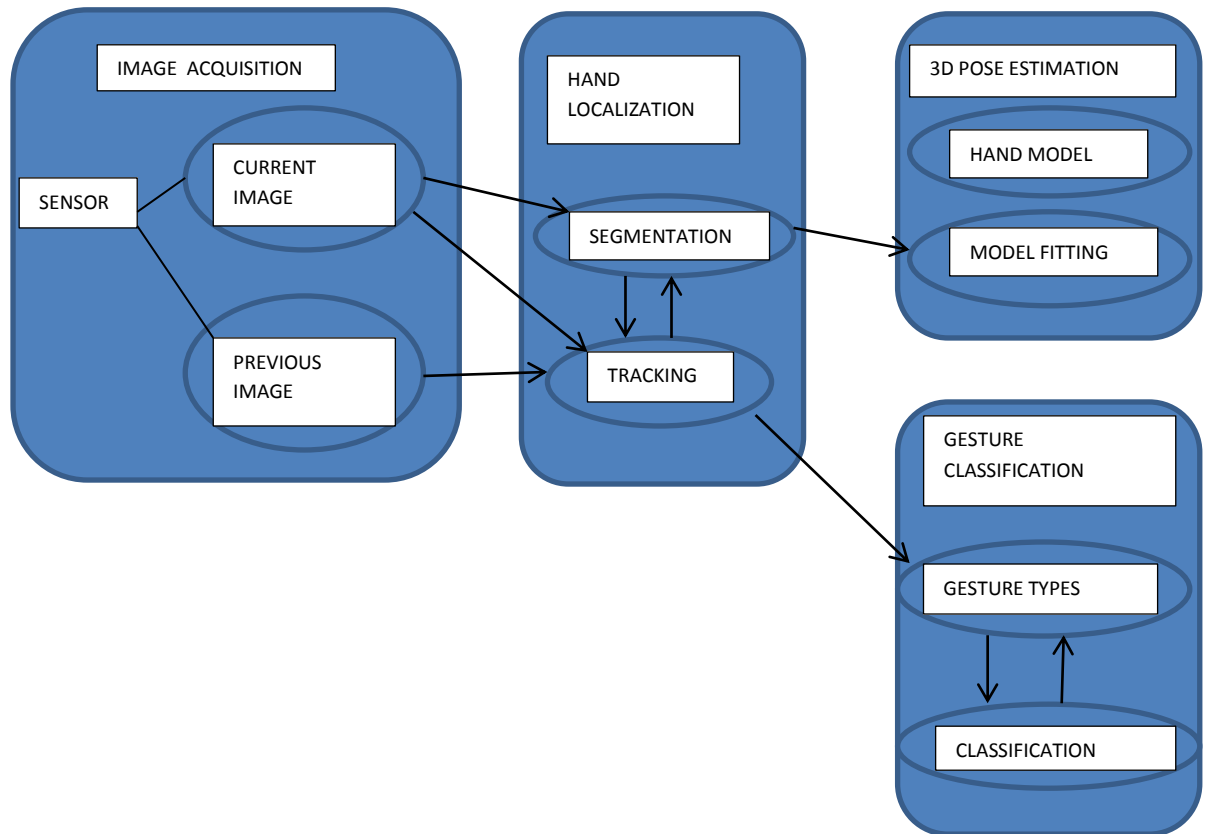 IMAGE ACQUISITION
SENSOR
CURRENT
IMAGE
PREVIOUS
IMAGE
HAND
LOCALIZATION
SEGMENTATION
TRACKING
3D POSE ESTIMATION
HAND MODEL
MODEL FITTING
GESTURE
CLASSIFICATION
GESTURE TYPES
CLASSIFICATION